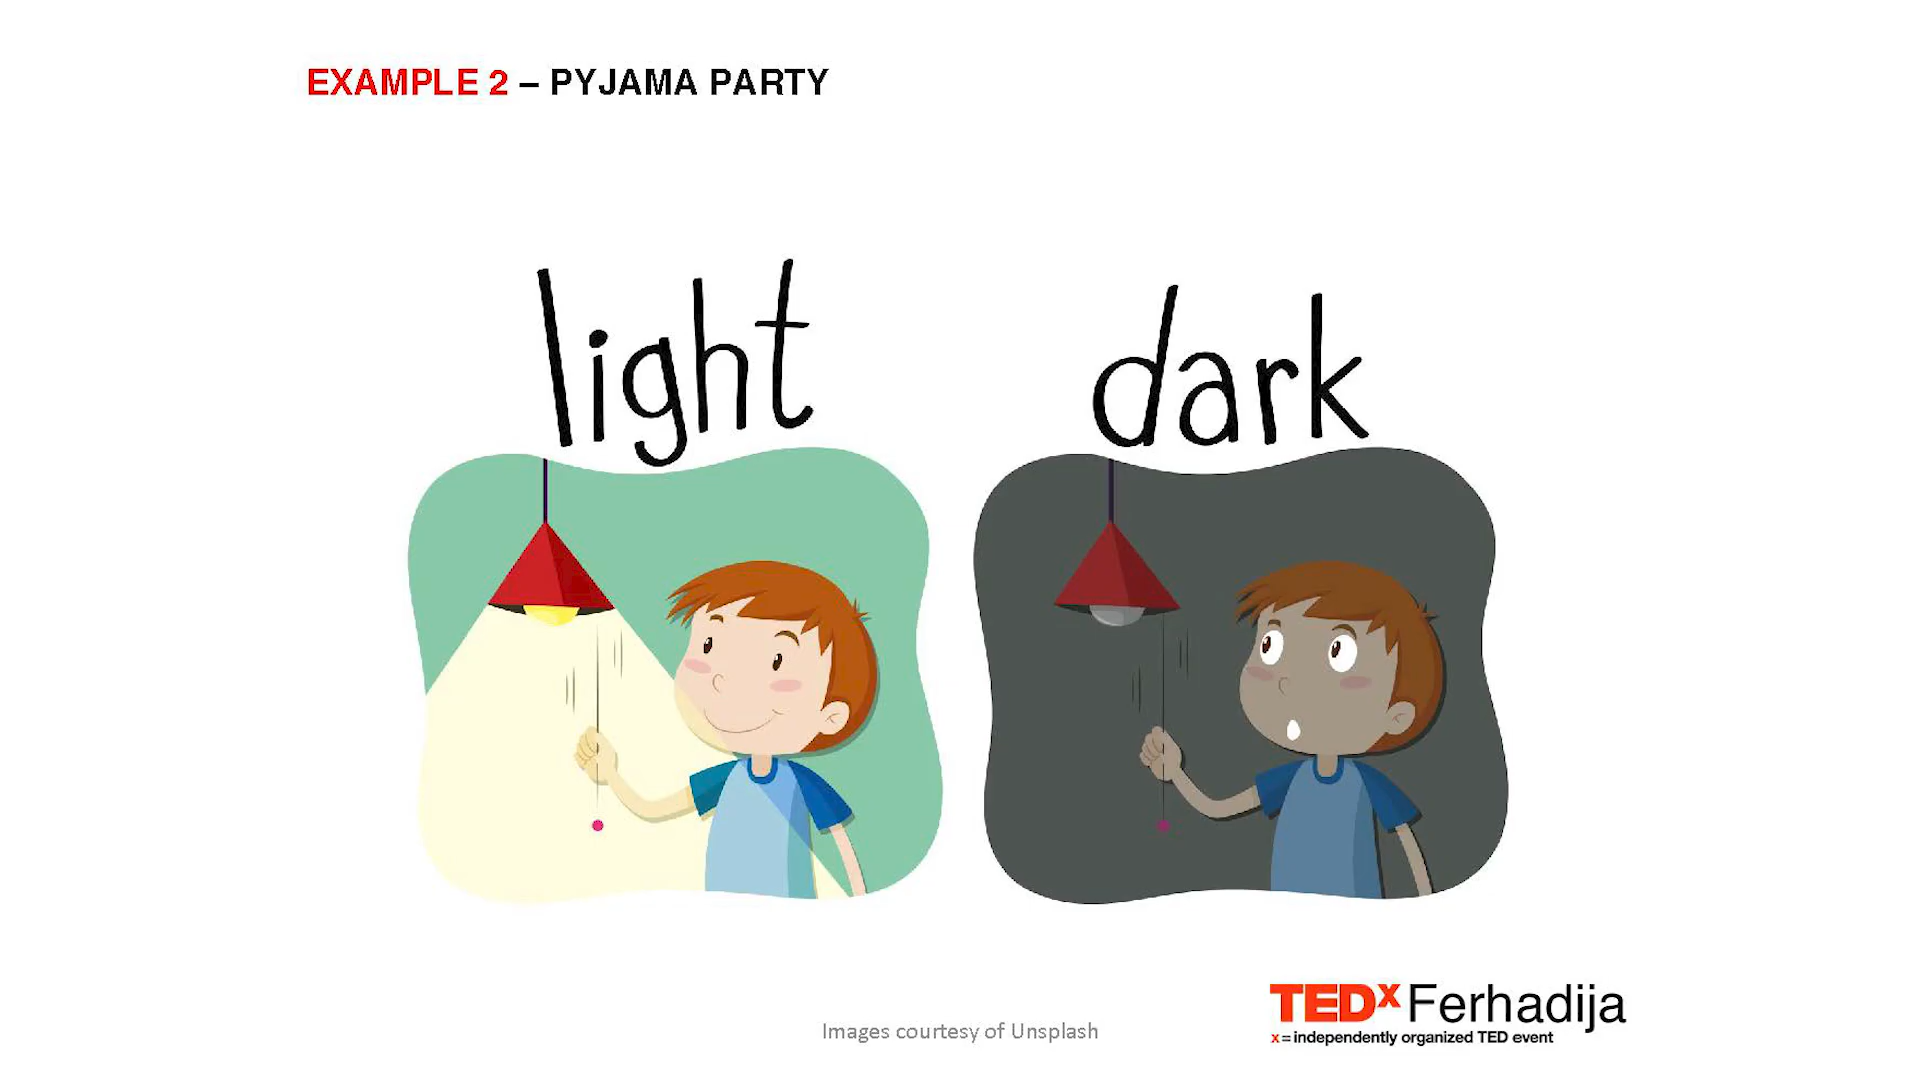 EXAMPLE 2 – PYJAMA PARTY
light dark
Images courtesy of Unsplash
TEDx Ferhadija
x = independently organized TED event